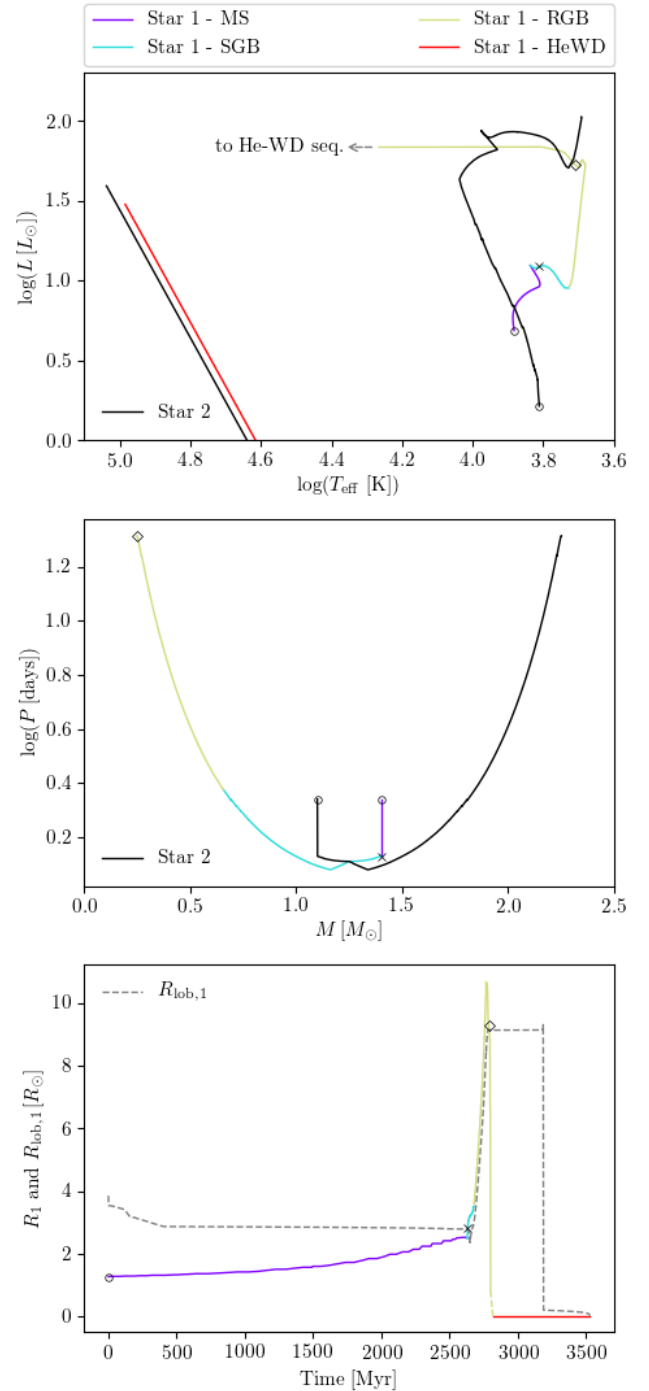 Star 1 - MS Star 1 - RGB
Star 1 - SGB Star 1 - HeWD
log(L [L⊙])
2.0
1.5
1.0
0.5
0.0
to He-WD seq.
Star 2
5.0 4.8 4.6 4.4 4.2 4.0 3.8 3.6
log(T_eff [K])
log(P [days])
1.2
1.0
0.8
0.6
0.4
0.2
Star 2
0.0 0.5 1.0 1.5 2.0 2.5
M [M⊙]
R_1 and R_lob,1 [R⊙]
10
8
6
4
2
0
R_lob,1
0 500 1000 1500 2000 2500 3000 3500
Time [Myr]